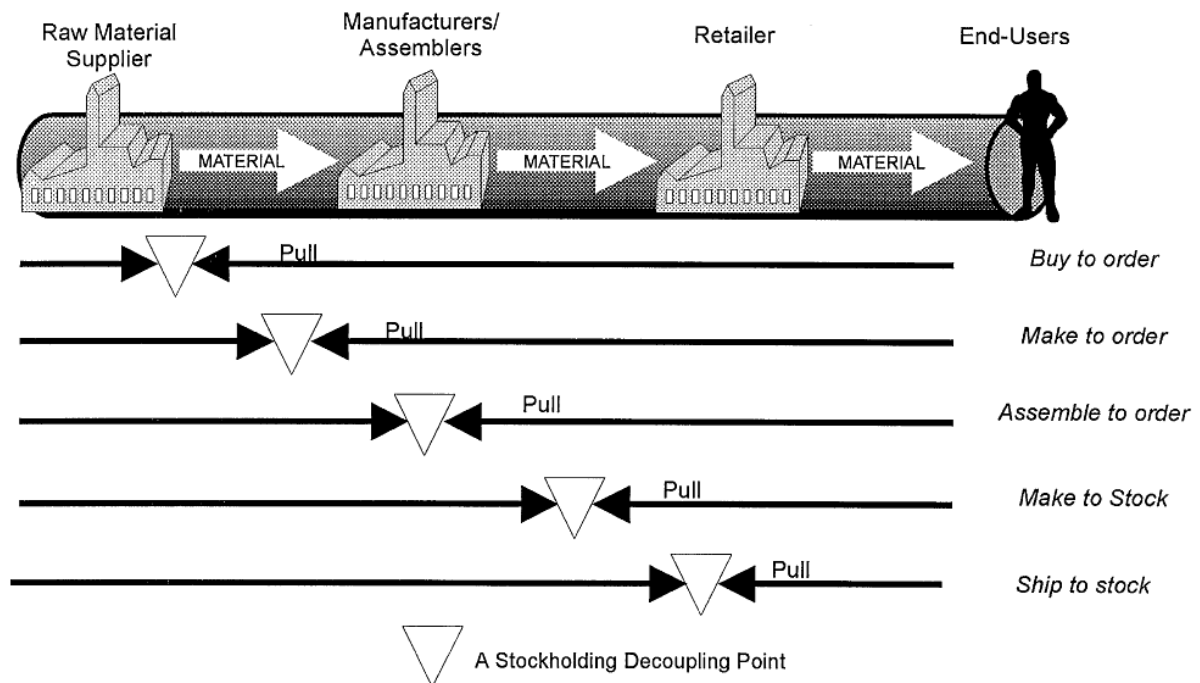 Raw Material
Supplier
Manufacturers/
Assemblers
Retailer
End-Users
MATERIAL
MATERIAL
MATERIAL
Pull
Buy to order
Pull
Make to order
Pull
Assemble to order
Pull
Make to Stock
Pull
Ship to stock
A Stockholding Decoupling Point